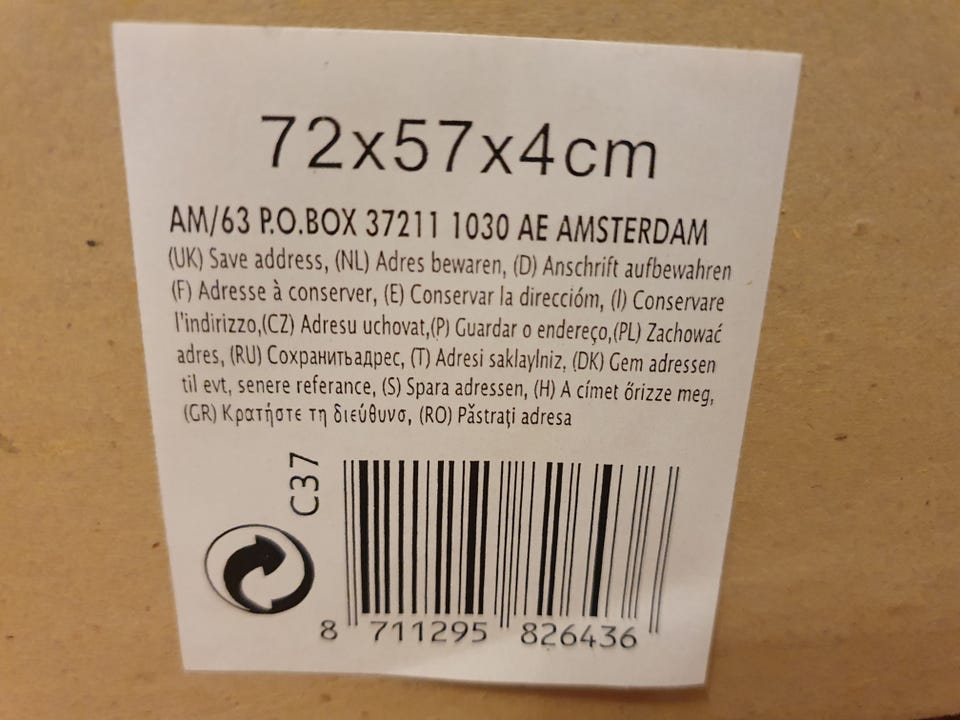 72x57x4cm
AM/63 P.O.BOX 37211 1030 AE AMSTERDAM
(UK) Save address, (NL) Adres bewaren, (D) Anschrift aufbewahren
(F) Adresse à conserver, (E) Conservar la direccióm, (I) Conservare
l'indirizzo,(CZ) Adresu uchovat,(P) Guardar o endereço,(PL) Zachować
adres, (RU) Сохранитьадрес, (T) Adresi saklaylniz, (DK) Gem adressen
til evt, senere referance, (S) Spara adressen, (H) A címet őrizze meg,
(GR) Κρατήστε τη διεύθυνσ, (RO) Păstraţi adresa
C37
8 711295 826436